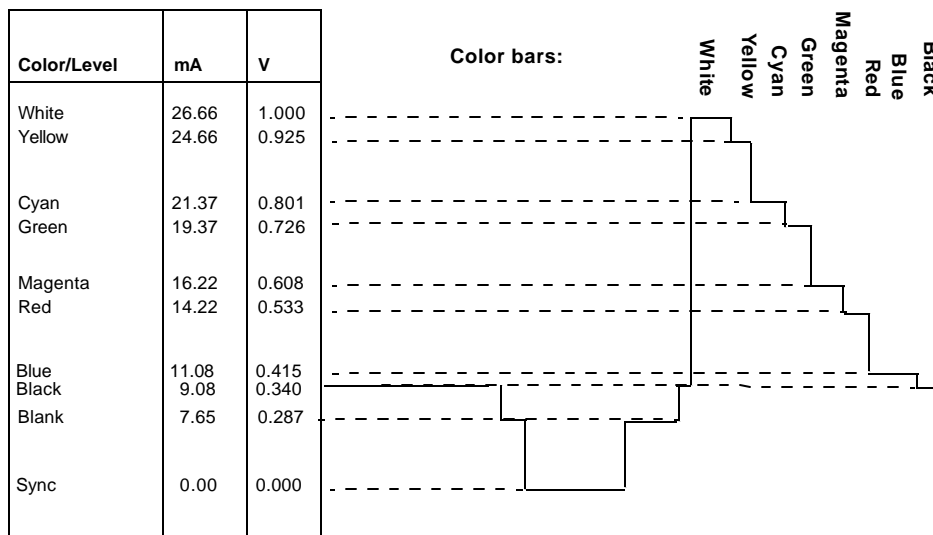 Color/Level mA V
White 26.66 1.000
Yellow 24.66 0.925
Cyan 21.37 0.801
Green 19.37 0.726
Magenta 16.22 0.608
Red 14.22 0.533
Blue 11.08 0.415
Black 9.08 0.340
Blank 7.65 0.287
Sync 0.00 0.000
Color bars:
White
Yellow
Cyan
Green
Magenta
Red
Blue
Black